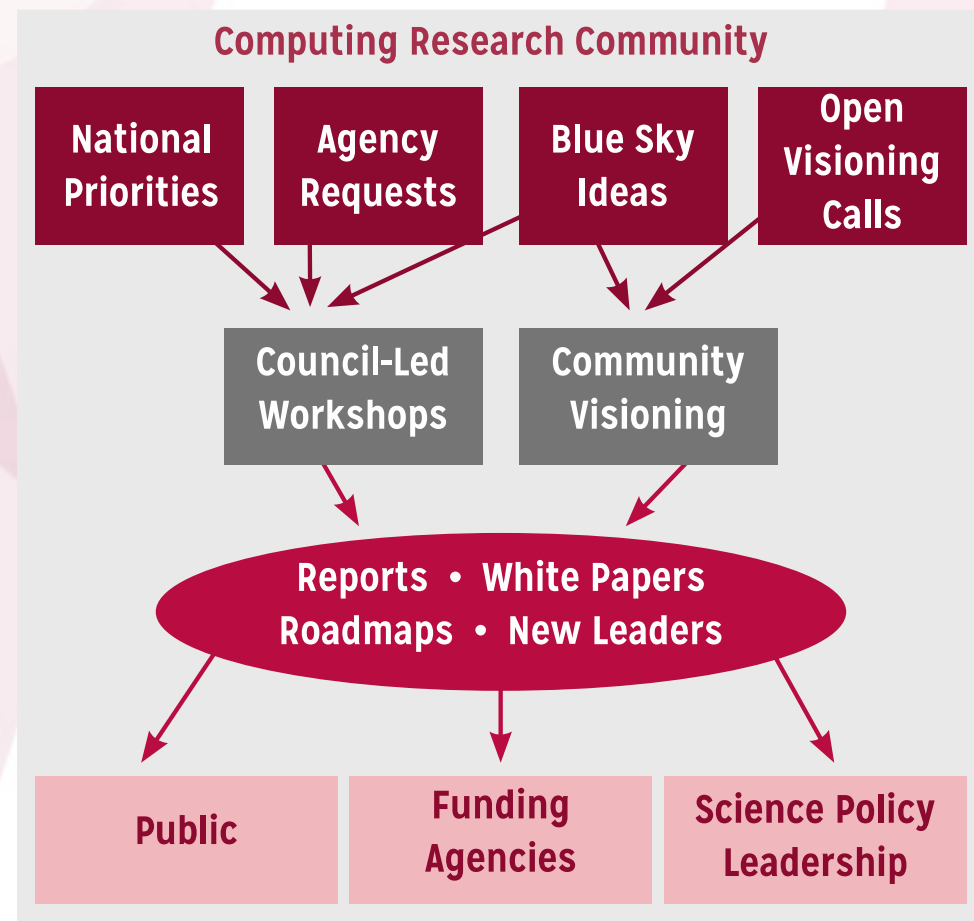 Computing Research Community
National
Priorities
Agency
Requests
Blue Sky
Ideas
Open
Visioning
Calls
Council-Led
Workshops
Community
Visioning
Reports • White Papers
Roadmaps • New Leaders
Public
Funding
Agencies
Science Policy
Leadership